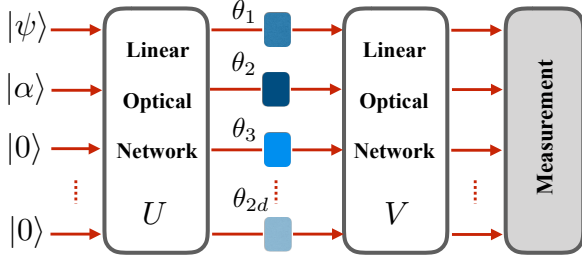 |ψ⟩
|α⟩
|0⟩
|0⟩
Linear
Optical
Network
U
θ₁
θ₂
θ₃
θ₂d
Linear
Optical
Network
V
Measurement